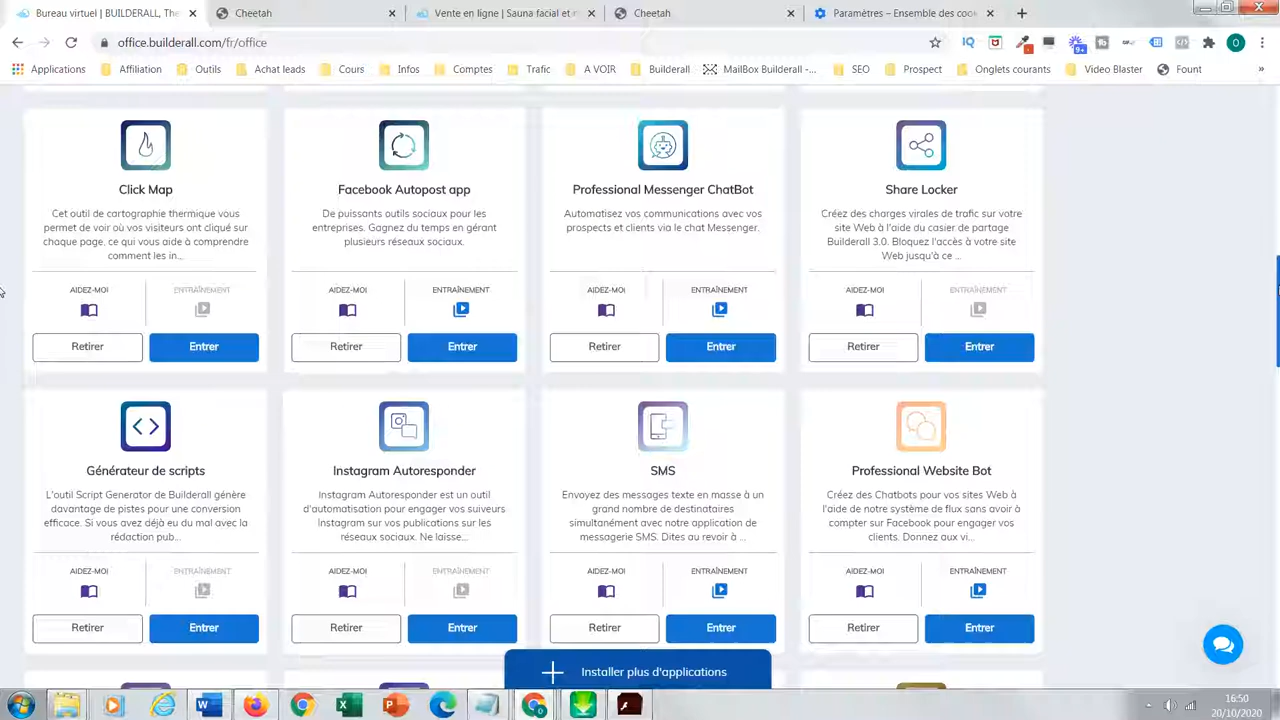 Bureau virtuel | BUILDERALL, The
Cheetah
Vente en ligne | Sauna facial
Cheetah
Paramètres – Ensemble des coo
office.builderall.com/fr/office
Applications
Affiliation
Outils
Achat leads
Cours
Infos
Comptes
Trafic
A VOIR
Builderall
MailBox Builderall -...
SEO
Prospect
Onglets courants
Video Blaster
Fount
»
Click Map
Cet outil de cartographie thermique vous
permet de voir où vos visiteurs ont cliqué sur
chaque page, ce qui vous aide à comprendre
comment les in...
AIDEZ-MOI
ENTRAÎNEMENT
Retirer
Entrer
Facebook Autopost app
De puissants outils sociaux pour les
entreprises. Gagnez du temps en gérant
plusieurs réseaux sociaux.
AIDEZ-MOI
ENTRAÎNEMENT
Retirer
Entrer
Professional Messenger ChatBot
Automatisez vos communications avec vos
prospects et clients via le chat Messenger.
AIDEZ-MOI
ENTRAÎNEMENT
Retirer
Entrer
Share Locker
Créez des charges virales de trafic sur votre
site Web à l'aide du casier de partage
Builderall 3.0. Bloquez l'accès à votre site
Web jusqu'à ce ...
AIDEZ-MOI
ENTRAÎNEMENT
Retirer
Entrer
Générateur de scripts
L'outil Script Generator de Builderall génère
davantage de pistes pour une conversion
efficace. Si vous avez déjà eu du mal avec la
rédaction pub...
AIDEZ-MOI
ENTRAÎNEMENT
Retirer
Entrer
Instagram Autoresponder
Instagram Autoresponder est un outil
d'automatisation pour engager vos suiveurs
Instagram sur vos publications sur les
réseaux sociaux. Ne laisse...
AIDEZ-MOI
ENTRAÎNEMENT
Retirer
Entrer
SMS
Envoyez des messages texte en masse à un
grand nombre de destinataires
simultanément avec notre application de
messagerie SMS. Dites au revoir à ...
AIDEZ-MOI
ENTRAÎNEMENT
Retirer
Entrer
Professional Website Bot
Créez des Chatbots pour vos sites Web à
l'aide de notre système de flux sans avoir à
compter sur Facebook pour engager vos
clients. Donnez aux vi...
AIDEZ-MOI
ENTRAÎNEMENT
Retirer
Entrer
Installer plus d'applications
16:50
20/10/2020